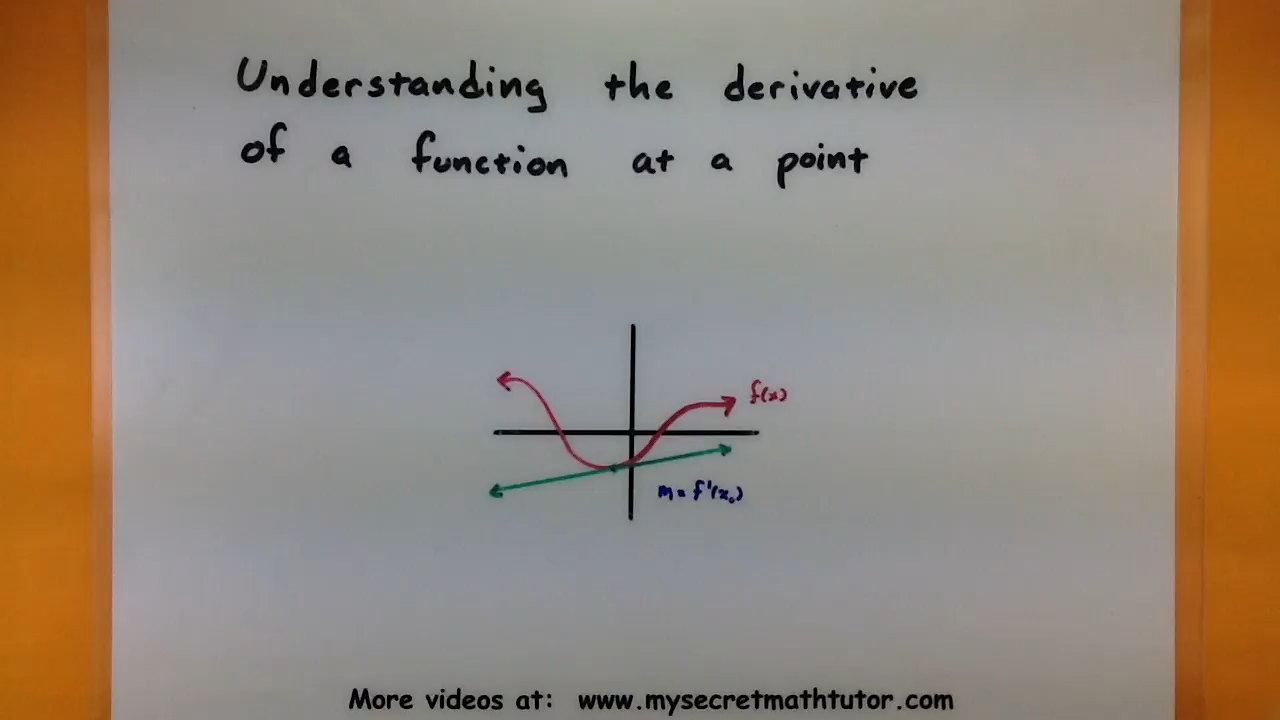 Understanding the derivative
of a function at a point
f(x)
m = f'(x₀)
More videos at: www.mysecretmathtutor.com